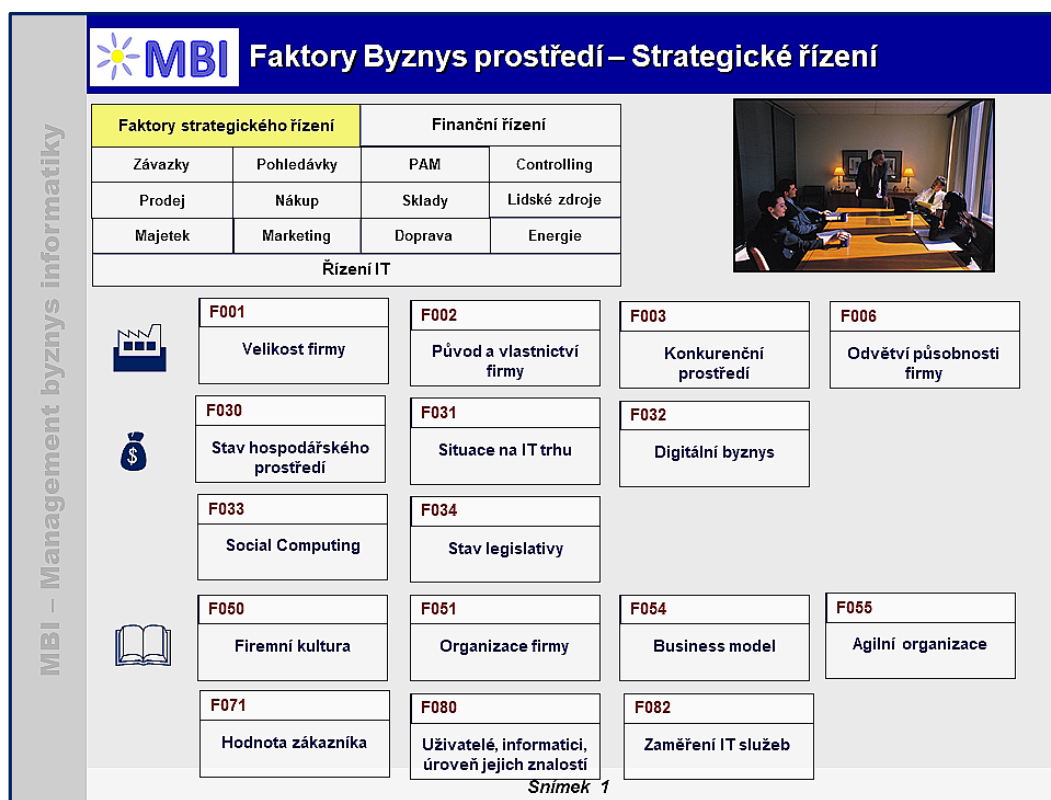 MBI – Management byznys informatiky
MBI
Faktory Byznys prostředí – Strategické řízení
Faktory strategického řízení
Finanční řízení
Závazky
Pohledávky
PAM
Controlling
Prodej
Nákup
Sklady
Lidské zdroje
Majetek
Marketing
Doprava
Energie
Řízení IT
F001
Velikost firmy
F002
Původ a vlastnictví
firmy
F003
Konkurenční
prostředí
F006
Odvětví působnosti
firmy
$
F030
Stav hospodářského
prostředí
F031
Situace na IT trhu
F032
Digitální byznys
F033
Social Computing
F034
Stav legislativy
F050
Firemní kultura
F051
Organizace firmy
F054
Business model
F055
Agilní organizace
F071
Hodnota zákazníka
F080
Uživatelé, informatici,
úroveň jejich znalostí
F082
Zaměření IT služeb
Snímek 1